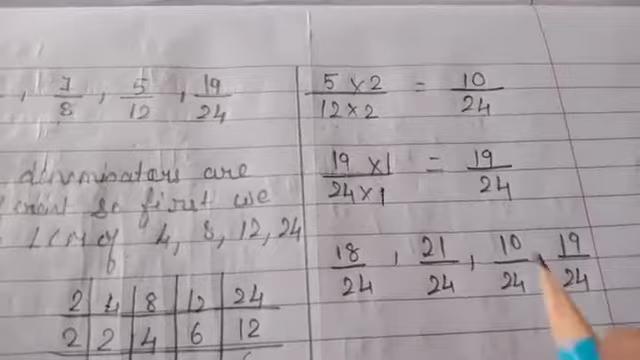 , 7/8, 5/12, 19/24
denominators are
so first we
LCM of 4, 8, 12, 24
2 | 4 | 8 | 12 | 24
2 | 2 | 4 | 6 | 12
5 × 2 / 12 × 2 = 10/24
19 × 1 / 24 × 1 = 19/24
18/24, 21/24, 10/24, 19/24